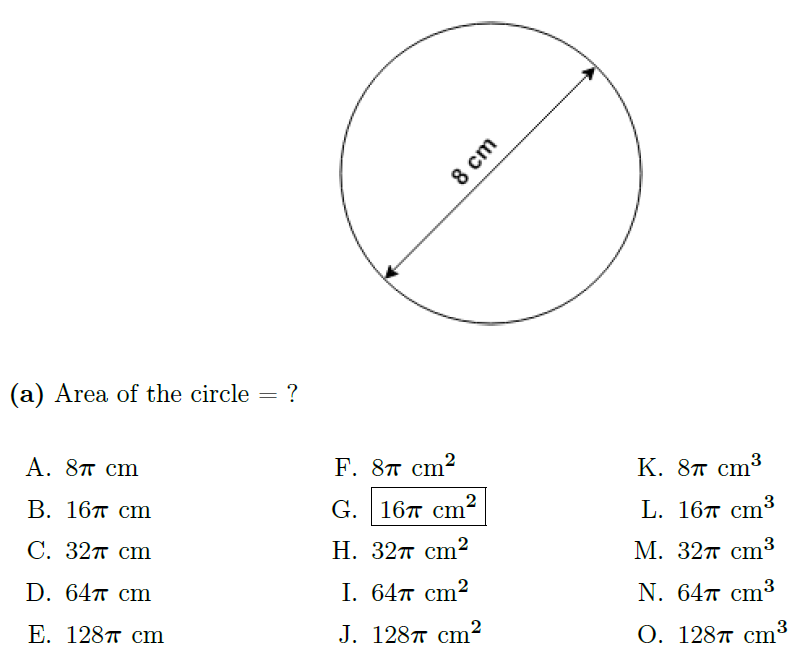 8 cm
(a) Area of the circle = ?
A. 8π cm F. 8π cm² K. 8π cm³
B. 16π cm G. 16π cm² L. 16π cm³
C. 32π cm H. 32π cm² M. 32π cm³
D. 64π cm I. 64π cm² N. 64π cm³
E. 128π cm J. 128π cm² O. 128π cm³